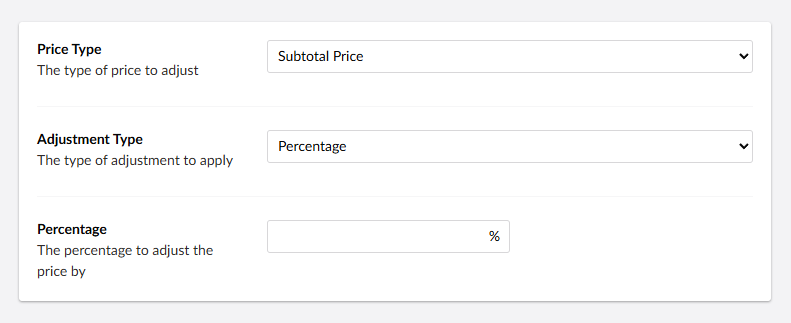 Price Type
Subtotal Price
The type of price to adjust
Adjustment Type
Percentage
The type of adjustment to apply
Percentage
%
The percentage to adjust the
price by